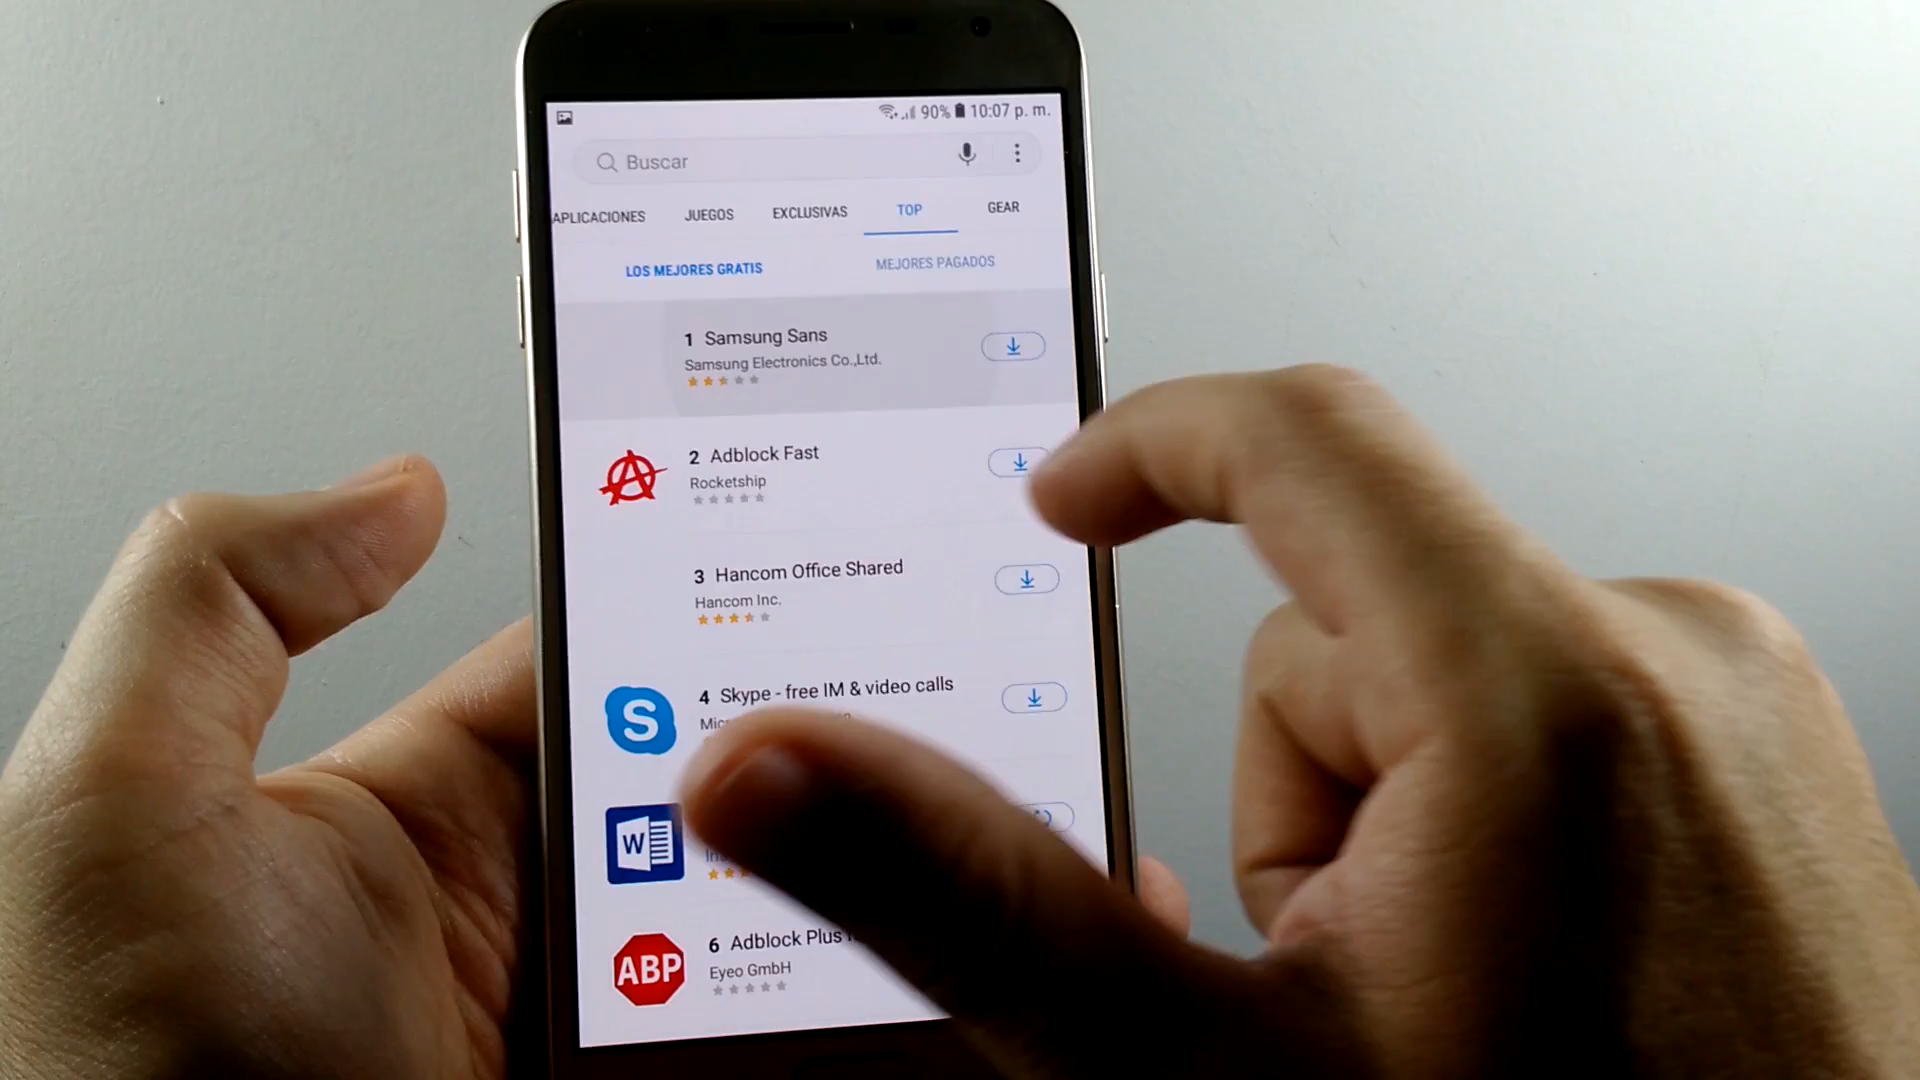 90% 10:07 p. m.
Buscar
APLICACIONES JUEGOS EXCLUSIVAS TOP GEAR
LOS MEJORES GRATIS MEJORES PAGADOS
1 Samsung Sans
Samsung Electronics Co.,Ltd.
2 Adblock Fast
Rocketship
3 Hancom Office Shared
Hancom Inc.
S
4 Skype - free IM & video calls
W
ABP
6 Adblock Plus
Eyeo GmbH